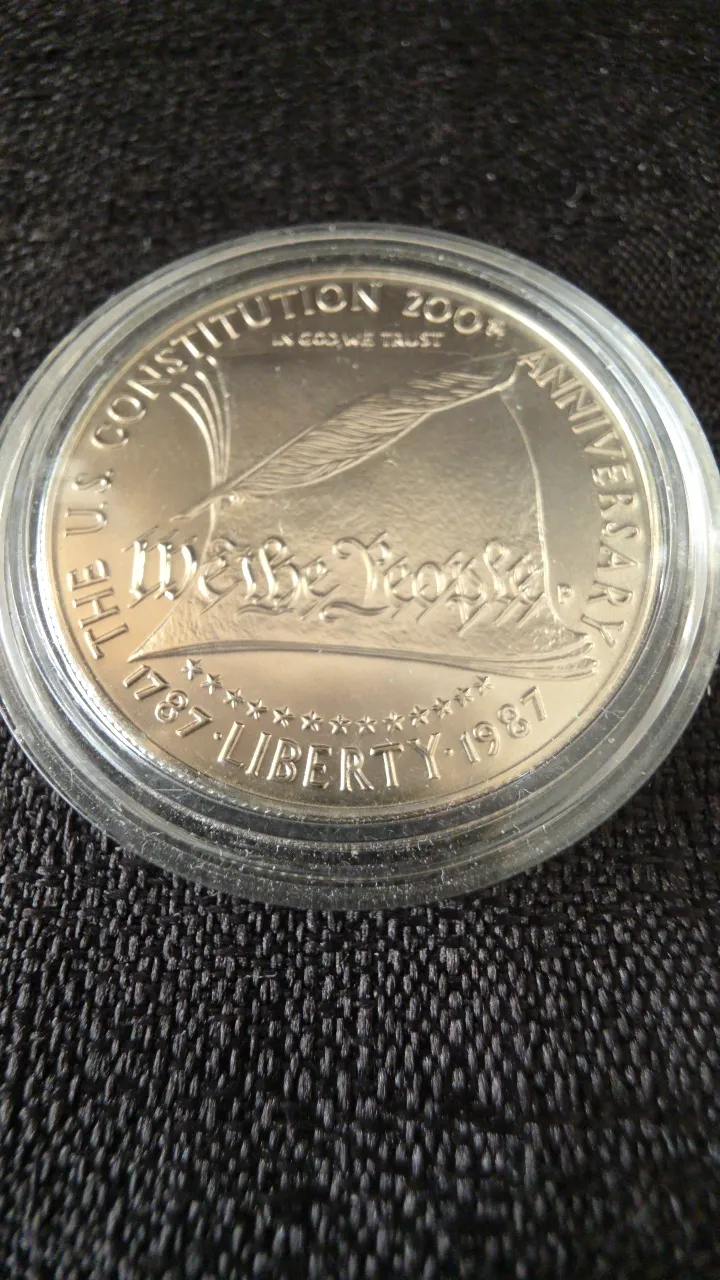 THE U.S. CONSTITUTION 200TH ANNIVERSARY
IN GOD WE TRUST
We the People
P
1787 · LIBERTY · 1987